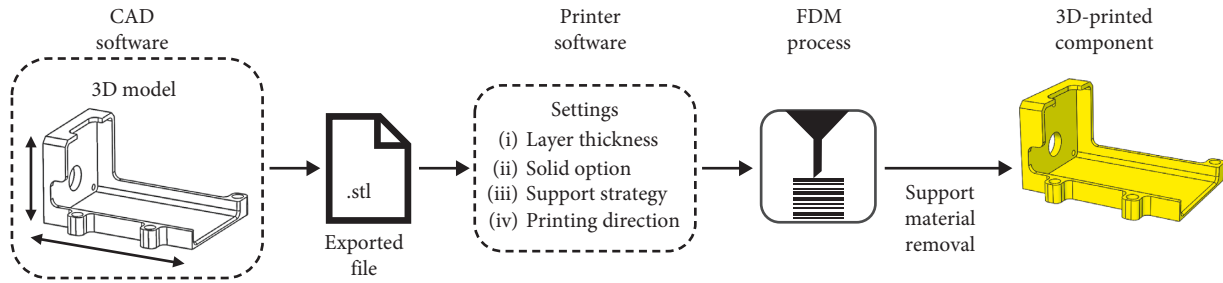 CAD
software
3D model
.stl
Exported
file
Printer
software
Settings
(i) Layer thickness
(ii) Solid option
(iii) Support strategy
(iv) Printing direction
FDM
process
Support
material
removal
3D-printed
component